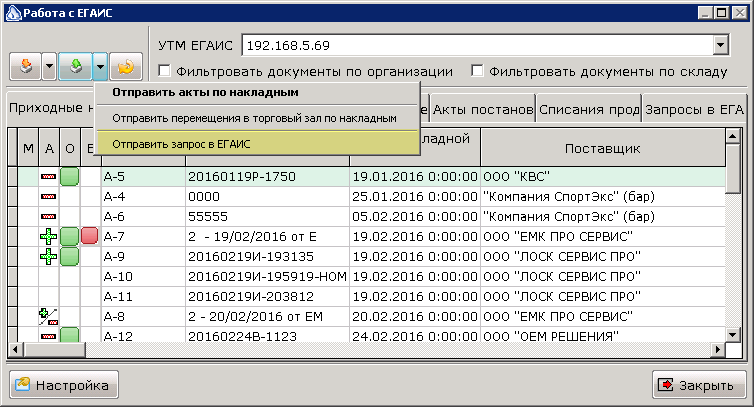 Работа с ЕГАИС
УТМ ЕГАИС 192.168.5.69
Фильтровать документы по организации Фильтровать документы по складу
Отправить акты по накладным
Отправить перемещения в торговый зал по накладным
Отправить запрос в ЕГАИС
Приходные н е Акты постанов Списания прод Запросы в ЕГА
М А О В кладной Поставщик
А-5 20160119Р-1750 19.01.2016 0:00:00 ООО "КВС"
А-4 0000 25.01.2016 0:00:00 "Компания СпортЭкс" (бар)
А-6 55555 05.02.2016 0:00:00 "Компания СпортЭкс" (бар)
А-7 2 - 19/02/2016 от Е 19.02.2016 0:00:00 ООО "ЕМК ПРО СЕРВИС"
А-9 20160219И-193135 19.02.2016 0:00:00 ООО "ЛОСК СЕРВИС ПРО"
А-10 20160219И-195919-НОМ 19.02.2016 0:00:00 ООО "ЛОСК СЕРВИС ПРО"
А-11 20160219И-203812 19.02.2016 0:00:00 ООО "ЛОСК СЕРВИС ПРО"
А-8 2 - 20/02/2016 от ЕМ 20.02.2016 0:00:00 ООО "ЕМК ПРО СЕРВИС"
А-12 20160224В-1123 24.02.2016 0:00:00 ООО "ОЕМ РЕШЕНИЯ"
Настройка Закрыть